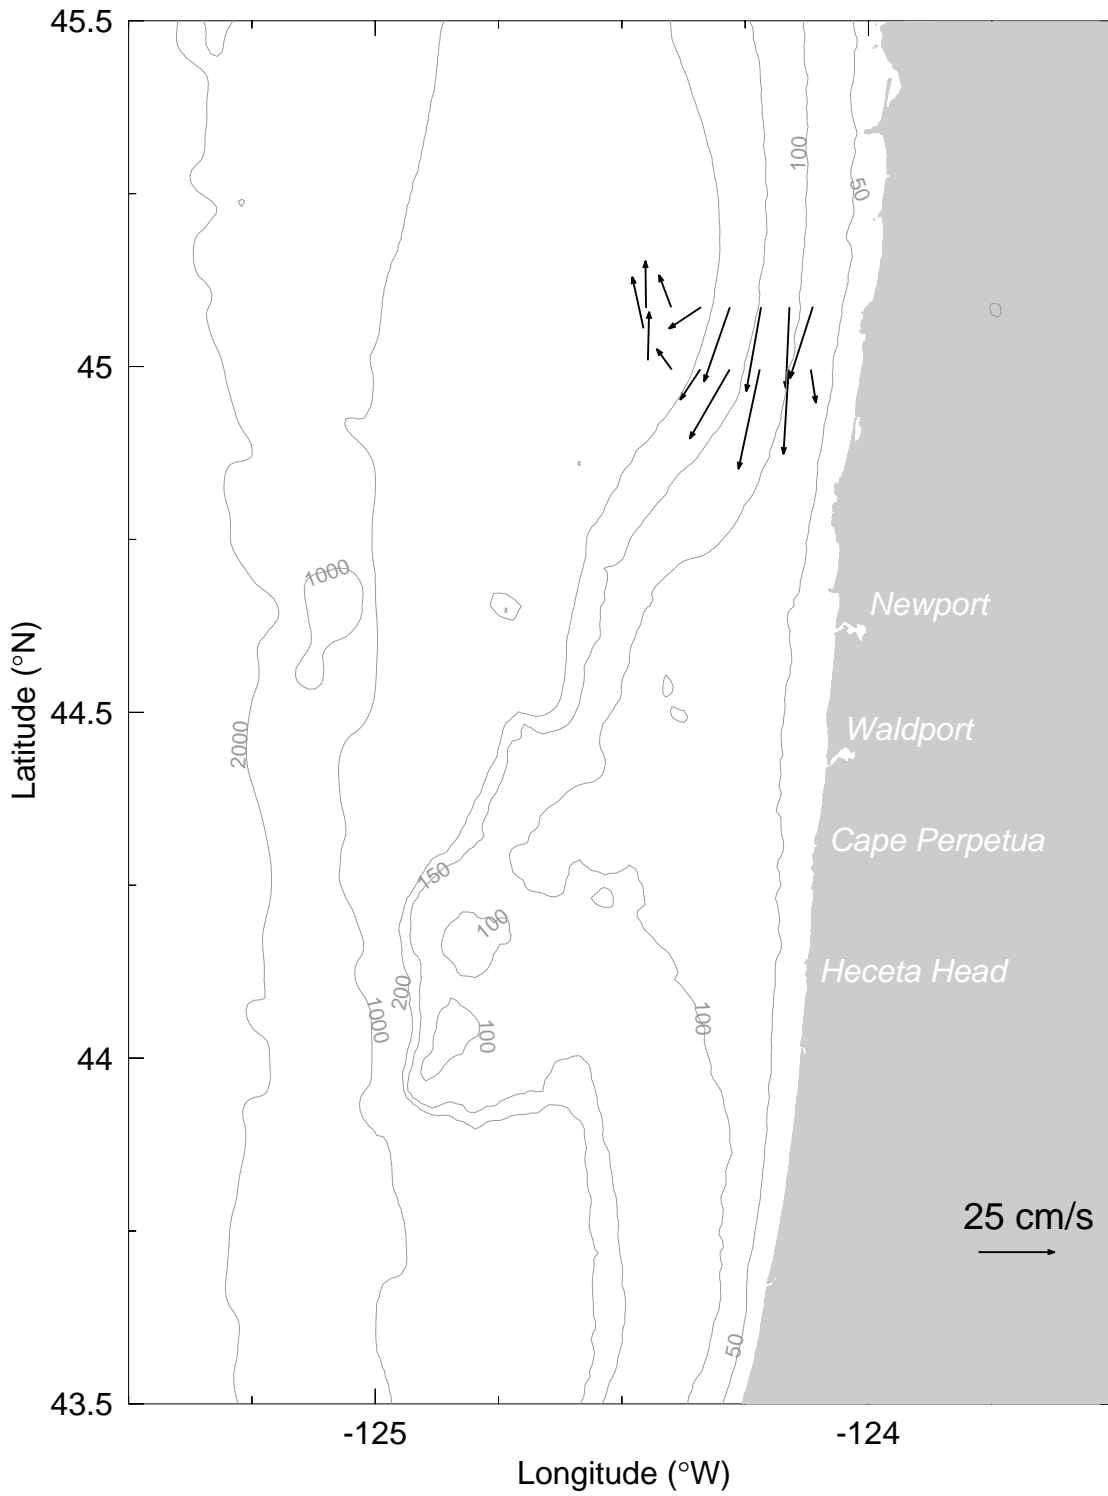 45.5
100
50
45
1000
Newport
Latitude (°N)
44.5
2000
Waldport
Cape Perpetua
150
100
Heceta Head
200
1000
100
100
44
25 cm/s
50
43.5
-125
-124
Longitude (°W)